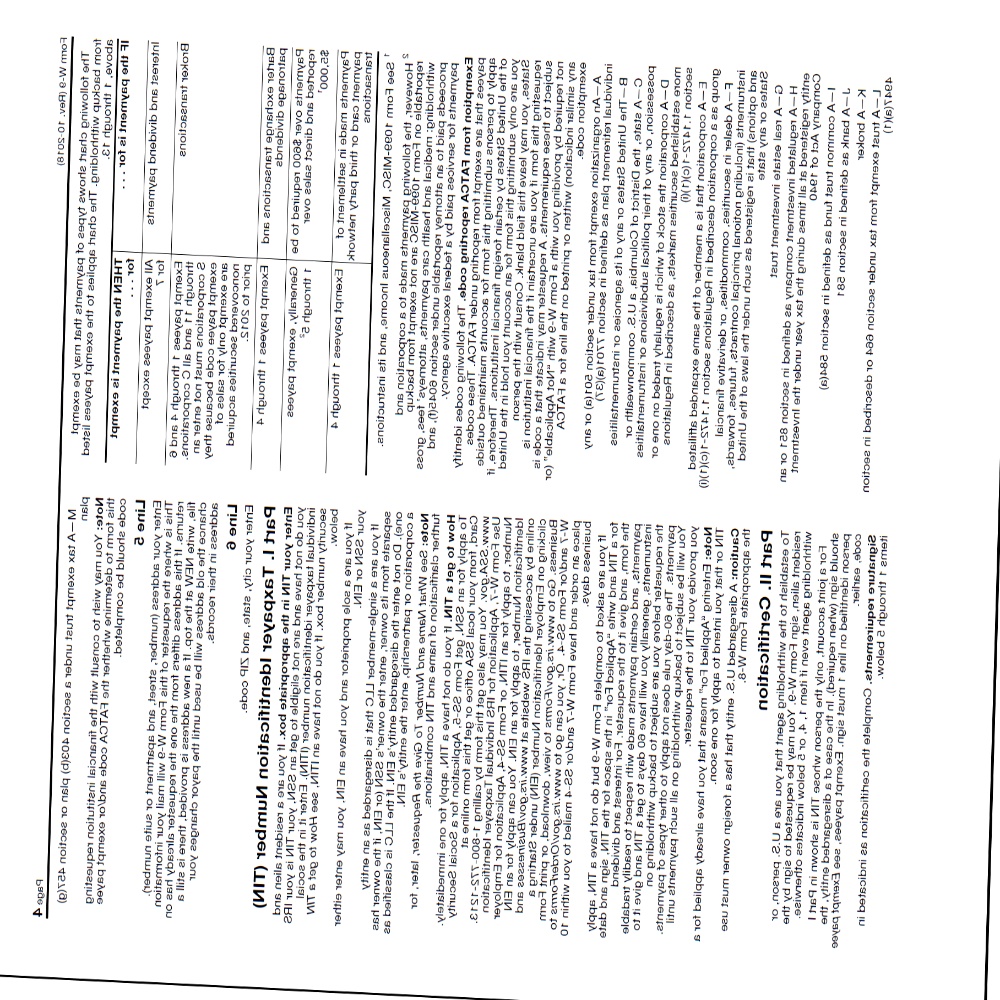 Form W-9 (Rev. 10-2018)
Page 4
The following chart shows types of payments that may be exempt
from backup withholding. The chart applies to the exempt payees listed
above, 1 through 13.
IF the payment is for . . .
THEN the payment is exempt
for . . .
Interest and dividend payments
All exempt payees except
for 7
Broker transactions
Exempt payees 1 through 4 and 6
through 11 and all C corporations.
S corporations must not enter an
exempt payee code because they
are exempt only for sales of
noncovered securities acquired
prior to 2012.
Barter exchange transactions and
patronage dividends
Exempt payees 1 through 4
Payments over $600 required to be
reported and direct sales over
$5,000¹
Generally, exempt payees
1 through 5²
Payments made in settlement of
payment card or third party network
transactions
Exempt payees 1 through 4
¹ See Form 1099-MISC, Miscellaneous Income, and its instructions.
² However, the following payments made to a corporation and
reportable on Form 1099-MISC are not exempt from backup
withholding: medical and health care payments, attorneys' fees, gross
proceeds paid to an attorney reportable under section 6045(f), and
payments for services paid by a federal executive agency.
Exemption from FATCA reporting code. The following codes identify
payees that are exempt from reporting under FATCA. These codes
apply to persons submitting this form for accounts maintained outside
of the United States by certain foreign financial institutions. Therefore, if
you are only submitting this form for an account you hold in the United
States, you may leave this field blank. Consult with the person
requesting this form if you are uncertain if the financial institution is
subject to these requirements. A requester may indicate that a code is
not required by providing you with a Form W-9 with "Not Applicable" (or
any similar indication) written or printed on the line for a FATCA
exemption code.
A—An organization exempt from tax under section 501(a) or any
individual retirement plan as defined in section 7701(a)(37)
B—The United States or any of its agencies or instrumentalities
C—A state, the District of Columbia, a U.S. commonwealth or
possession, or any of their political subdivisions or instrumentalities
D—A corporation the stock of which is regularly traded on one or
more established securities markets, as described in Regulations
section 1.1472-1(c)(1)(i)
E—A corporation that is a member of the same expanded affiliated
group as a corporation described in Regulations section 1.1472-1(c)(1)(i)
F—A dealer in securities, commodities, or derivative financial
instruments (including notional principal contracts, futures, forwards,
and options) that is registered as such under the laws of the United
States or any state
G—A real estate investment trust
H—A regulated investment company as defined in section 851 or an
entity registered at all times during the tax year under the Investment
Company Act of 1940
I—A common trust fund as defined in section 584(a)
J—A bank as defined in section 581
K—A broker
L—A trust exempt from tax under section 664 or described in section
4947(a)(1)
M—A tax exempt trust under a section 403(b) plan or section 457(g)
plan
Note: You may wish to consult with the financial institution requesting
this form to determine whether the FATCA code and/or exempt payee
code should be completed.
Line 5
Enter your address (number, street, and apartment or suite number).
This is where the requester of this Form W-9 will mail your information
returns. If this address differs from the one the requester already has on
file, write NEW at the top. If a new address is provided, there is still a
chance the old address will be used until the payor changes your
address in their records.
Line 6
Enter your city, state, and ZIP code.
Part I. Taxpayer Identification Number (TIN)
Enter your TIN in the appropriate box. If you are a resident alien and
you do not have and are not eligible to get an SSN, your TIN is your IRS
individual taxpayer identification number (ITIN). Enter it in the social
security number box. If you do not have an ITIN, see How to get a TIN
below.
If you are a sole proprietor and you have an EIN, you may enter either
your SSN or EIN.
If you are a single-member LLC that is disregarded as an entity
separate from its owner, enter the owner's SSN (or EIN, if the owner has
one). Do not enter the disregarded entity's EIN. If the LLC is classified as
a corporation or partnership, enter the entity's EIN.
Note: See What Name and Number To Give the Requester, later, for
further clarification of name and TIN combinations.
How to get a TIN. If you do not have a TIN, apply for one immediately.
To apply for an SSN, get Form SS-5, Application for a Social Security
Card, from your local SSA office or get this form online at
www.SSA.gov. You may also get this form by calling 1-800-772-1213.
Use Form W-7, Application for IRS Individual Taxpayer Identification
Number, to apply for an ITIN, or Form SS-4, Application for Employer
Identification Number, to apply for an EIN. You can apply for an EIN
online by accessing the IRS website at www.irs.gov/Businesses and
clicking on Employer Identification Number (EIN) under Starting a
Business. Go to www.irs.gov/Forms to view, download, or print Form
W-7 and/or Form SS-4. Or, you can go to www.irs.gov/OrderForms to
place an order and have Form W-7 and/or SS-4 mailed to you within 10
business days.
If you are asked to complete Form W-9 but do not have a TIN, apply
for a TIN and write "Applied For" in the space for the TIN, sign and date
the form, and give it to the requester. For interest and dividend
payments, and certain payments made with respect to readily tradable
instruments, generally you will have 60 days to get a TIN and give it to
the requester before you are subject to backup withholding on
payments. The 60-day rule does not apply to other types of payments.
You will be subject to backup withholding on all such payments until
you provide your TIN to the requester.
Note: Entering "Applied For" means that you have already applied for a
TIN or that you intend to apply for one soon.
Caution: A disregarded U.S. entity that has a foreign owner must use
the appropriate Form W-8.
Part II. Certification
To establish to the withholding agent that you are a U.S. person, or
resident alien, sign Form W-9. You may be requested to sign by the
withholding agent even if item 1, 4, or 5 below indicates otherwise.
For a joint account, only the person whose TIN is shown in Part I
should sign (when required). In the case of a disregarded entity, the
person identified on line 1 must sign. Exempt payees, see Exempt payee
code, earlier.
Signature requirements. Complete the certification as indicated in
items 1 through 5 below.